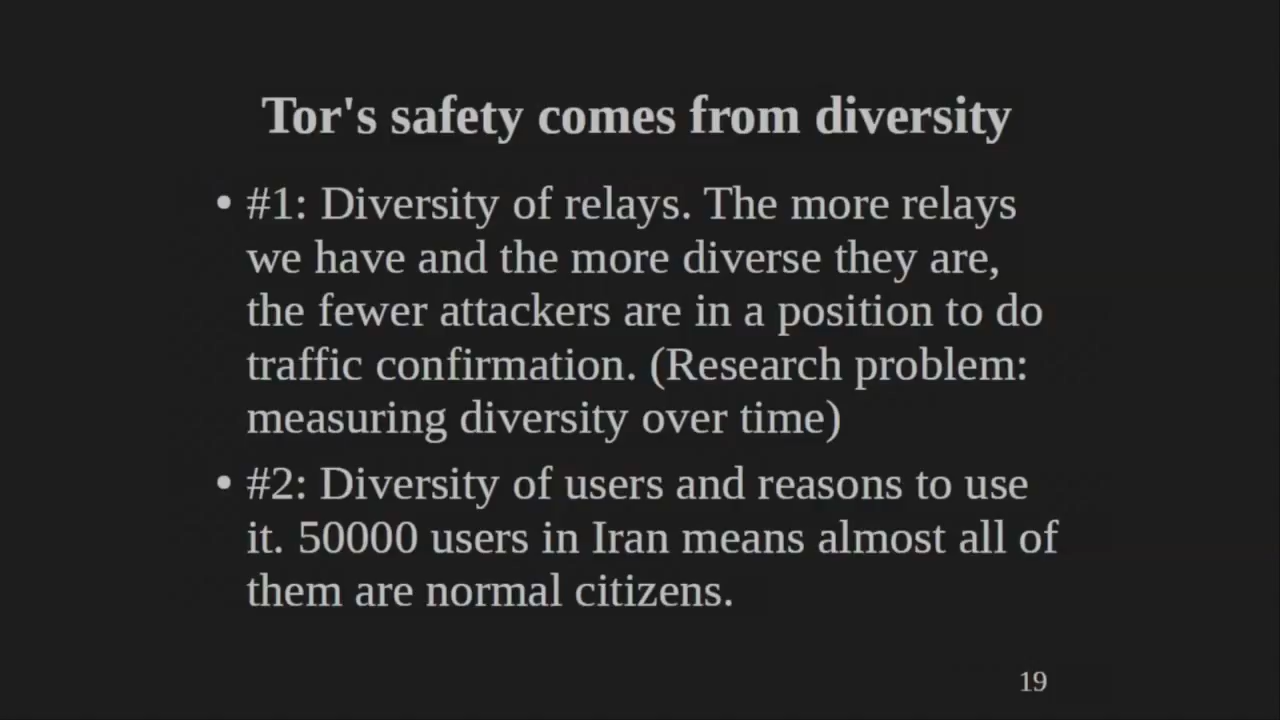 Tor's safety comes from diversity
• #1: Diversity of relays. The more relays
we have and the more diverse they are,
the fewer attackers are in a position to do
traffic confirmation. (Research problem:
measuring diversity over time)
• #2: Diversity of users and reasons to use
it. 50000 users in Iran means almost all of
them are normal citizens.
19